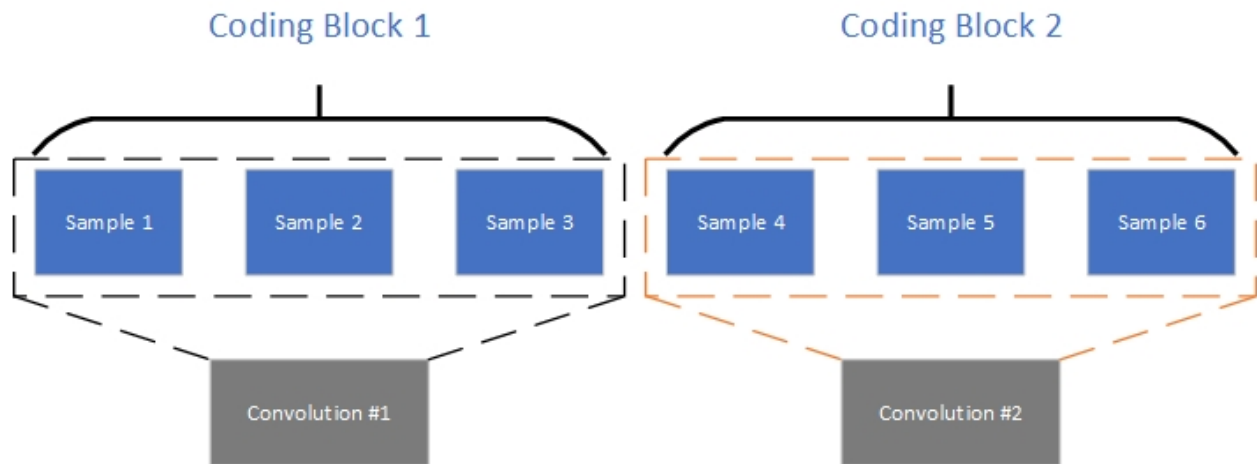 Coding Block 1
Coding Block 2
Sample 1
Sample 2
Sample 3
Sample 4
Sample 5
Sample 6
Convolution #1
Convolution #2